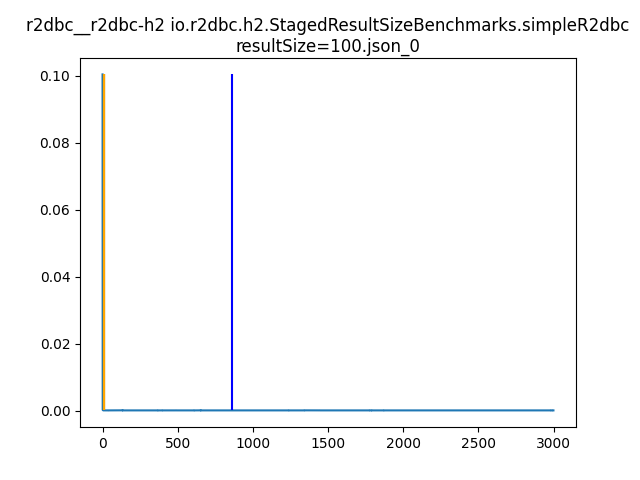 r2dbc__r2dbc-h2 io.r2dbc.h2.StagedResultSizeBenchmarks.simpleR2dbc
resultSize=100.json_0
0.10
0.08
0.06
0.04
0.02
0.00
0 500 1000 1500 2000 2500 3000